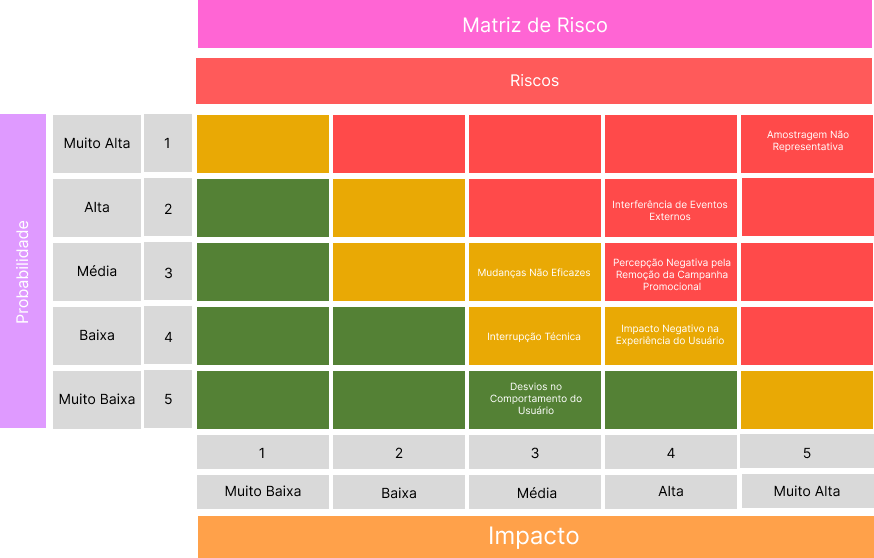 Matriz de Risco
Riscos
Probabilidade
Muito Alta
1
Amostragem Não
Representativa
Alta
2
Interferência de Eventos
Externos
Média
3
Mudanças Não Eficazes
Percepção Negativa pela
Remoção da Campanha
Promocional
Baixa
4
Interrupção Técnica
Impacto Negativo na
Experiência do Usuário
Muito Baixa
5
Desvios no
Comportamento do
Usuário
1
2
3
4
5
Muito Baixa
Baixa
Média
Alta
Muito Alta
Impacto